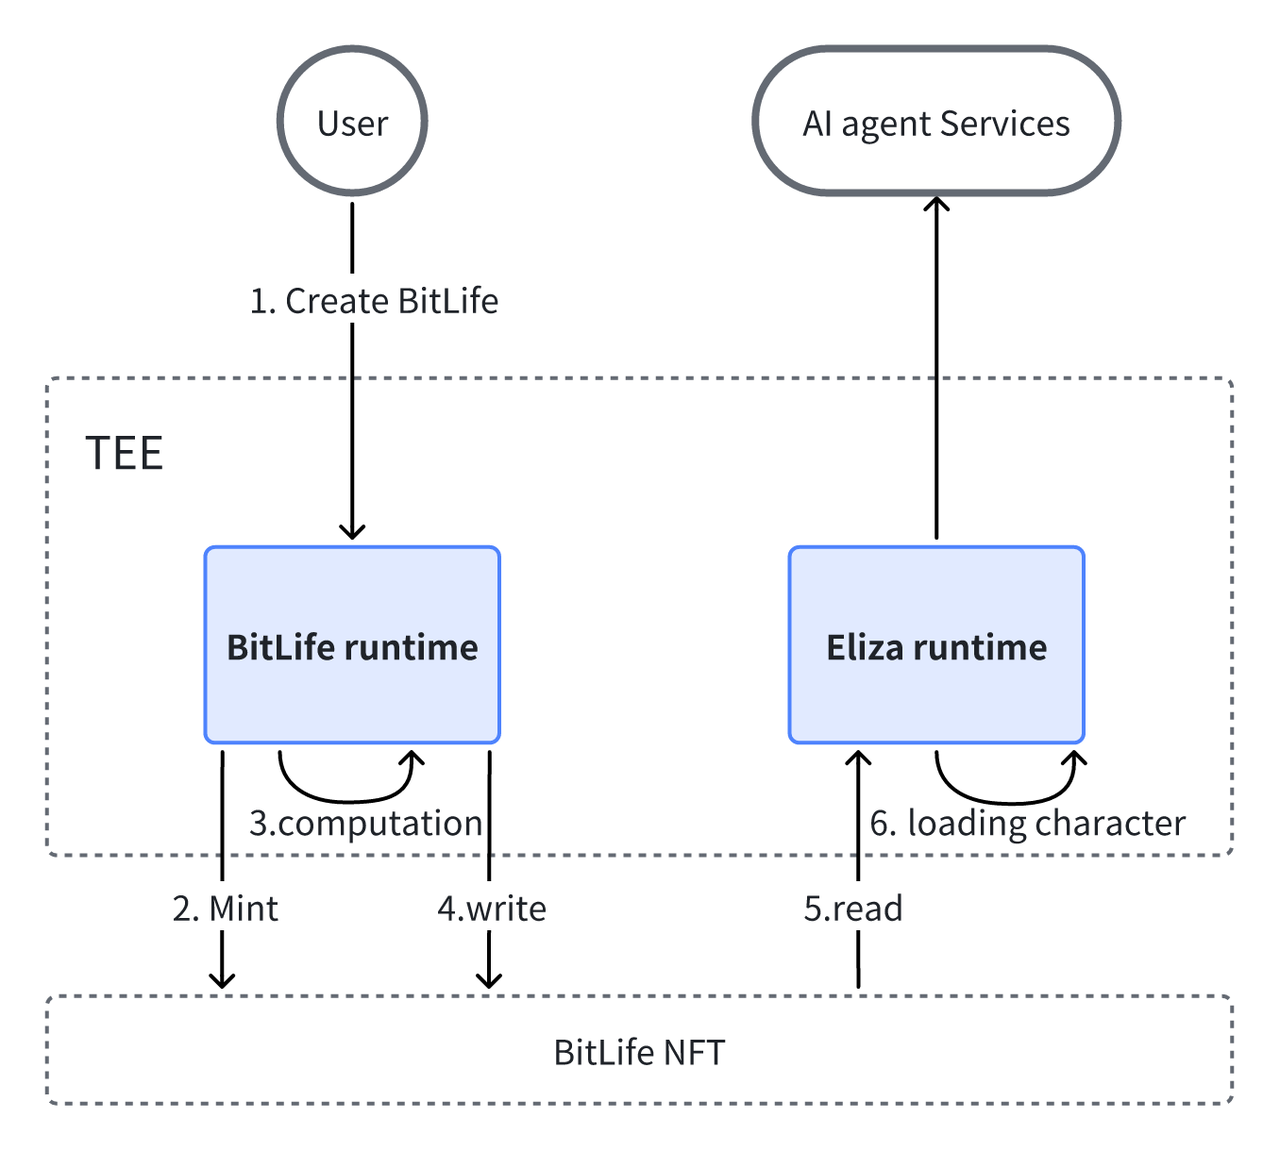 User
AI agent Services
1. Create BitLife
TEE
BitLife runtime
Eliza runtime
3.computation
6. loading character
2. Mint
4.write
5.read
BitLife NFT